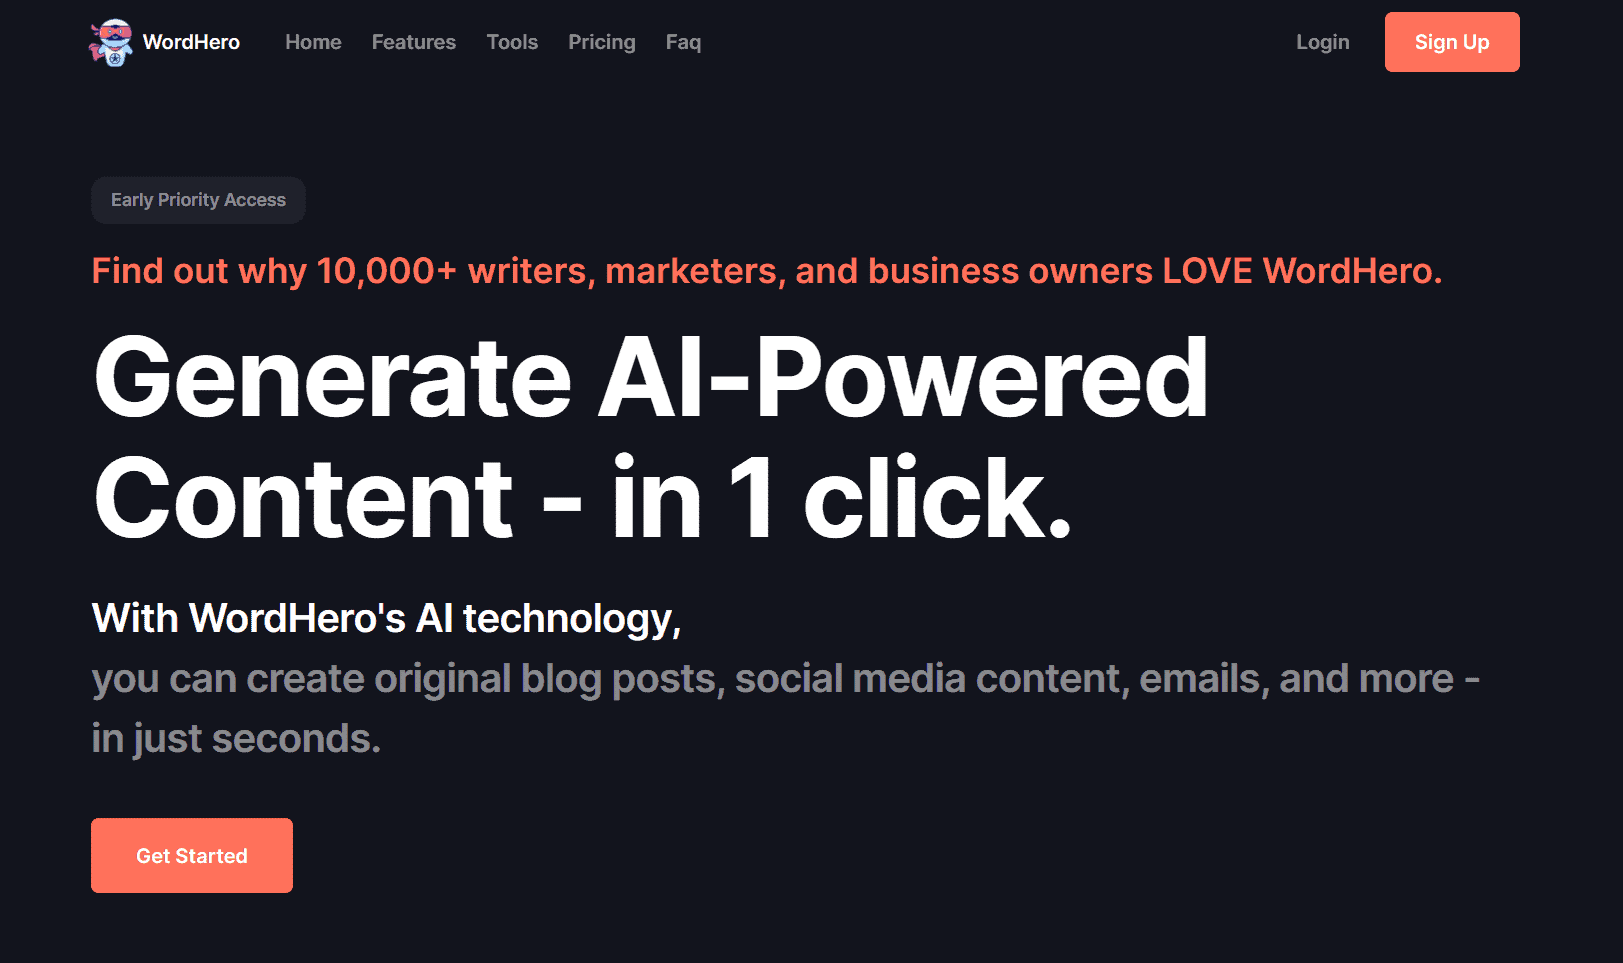 WordHero Home Features Tools Pricing Faq Login Sign Up
Early Priority Access
Find out why 10,000+ writers, marketers, and business owners LOVE WordHero.
Generate AI-Powered
Content - in 1 click.
With WordHero's AI technology,
you can create original blog posts, social media content, emails, and more -
in just seconds.
Get Started